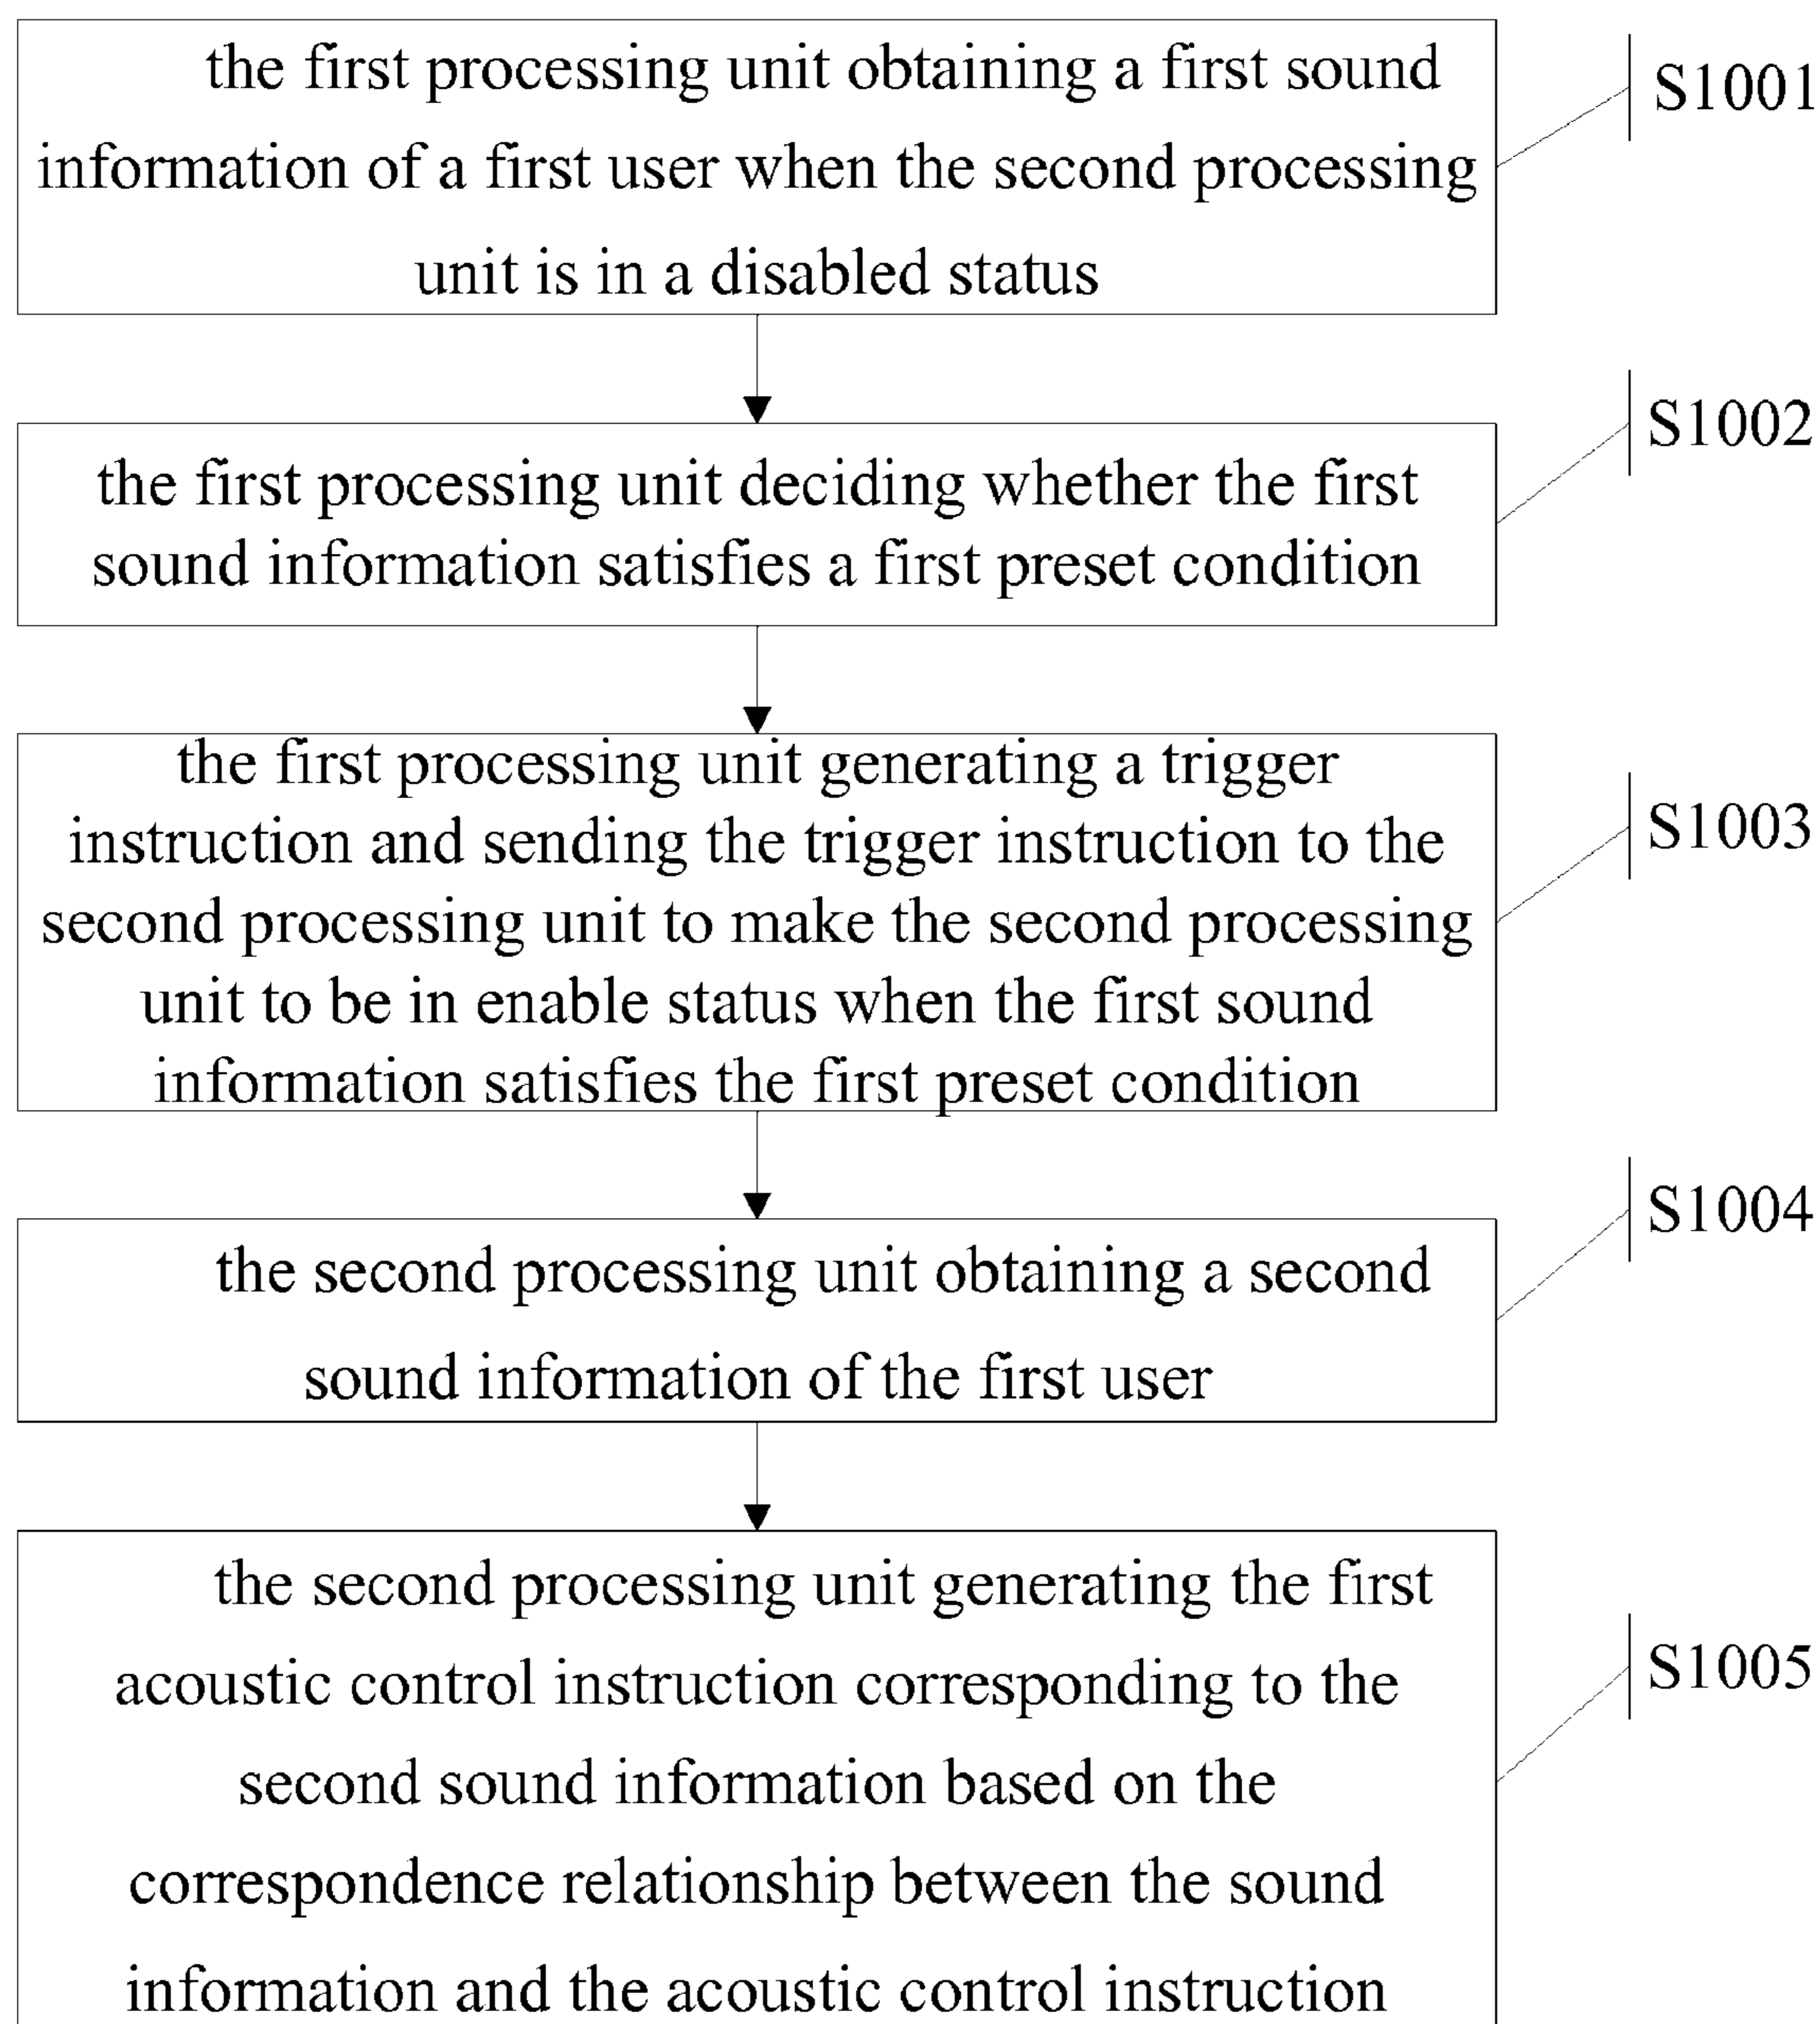 the first processing unit obtaining a first sound
information of a first user when the second processing
unit is in a disabled status
S1001
the first processing unit deciding whether the first
sound information satisfies a first preset condition
S1002
the first processing unit generating a trigger
instruction and sending the trigger instruction to the
second processing unit to make the second processing
unit to be in enable status when the first sound
information satisfies the first preset condition
S1003
the second processing unit obtaining a second
sound information of the first user
S1004
the second processing unit generating the first
acoustic control instruction corresponding to the
second sound information based on the
correspondence relationship between the sound
information and the acoustic control instruction
S1005